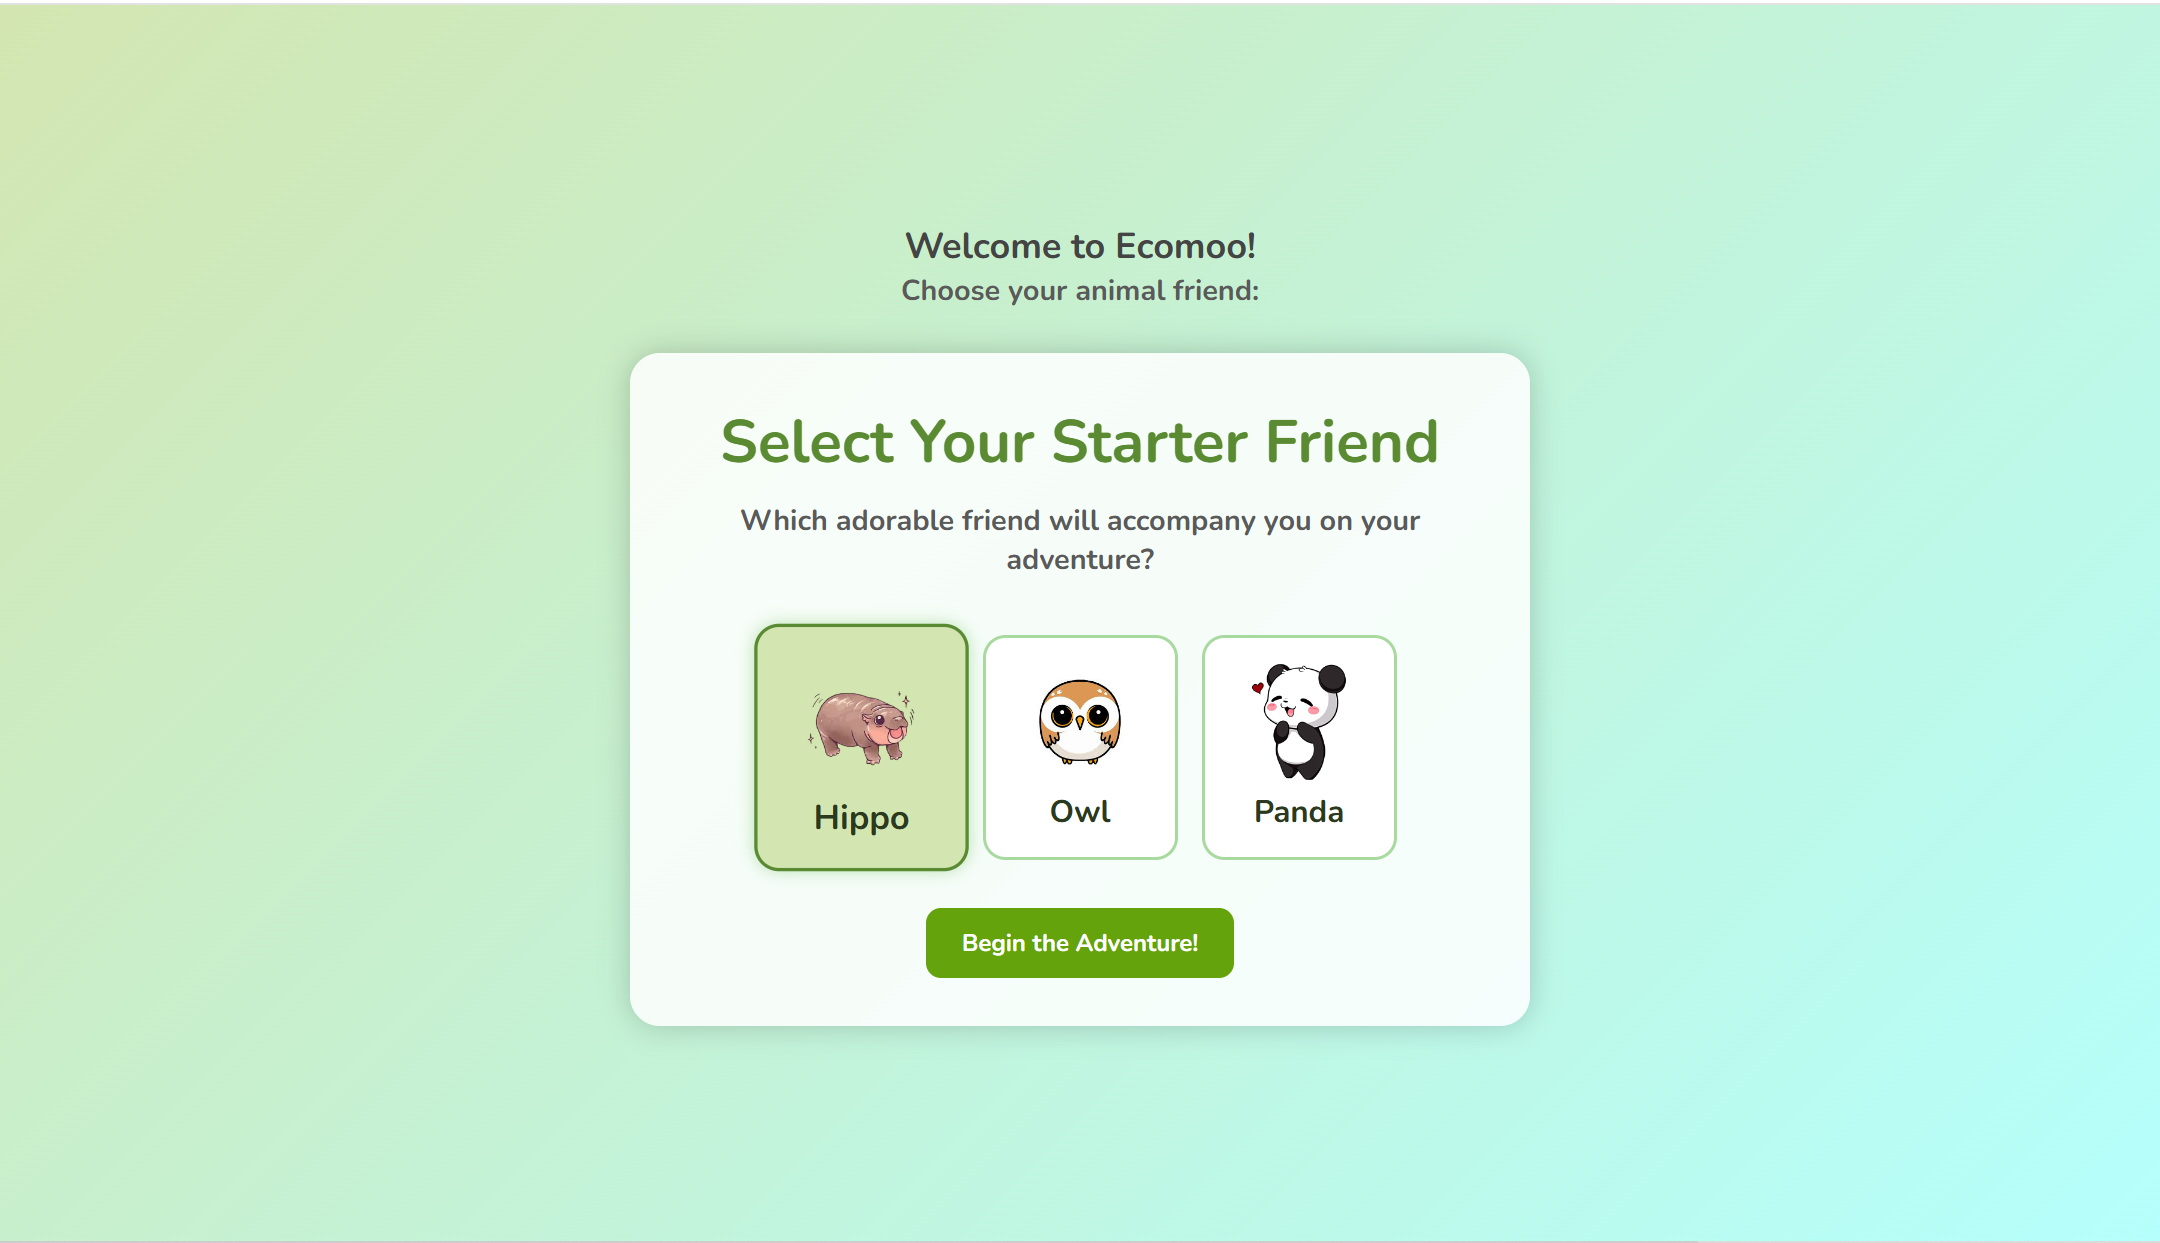 Welcome to Ecomoo!
Choose your animal friend:
Select Your Starter Friend
Which adorable friend will accompany you on your
adventure?
Hippo
Owl
Panda
Begin the Adventure!